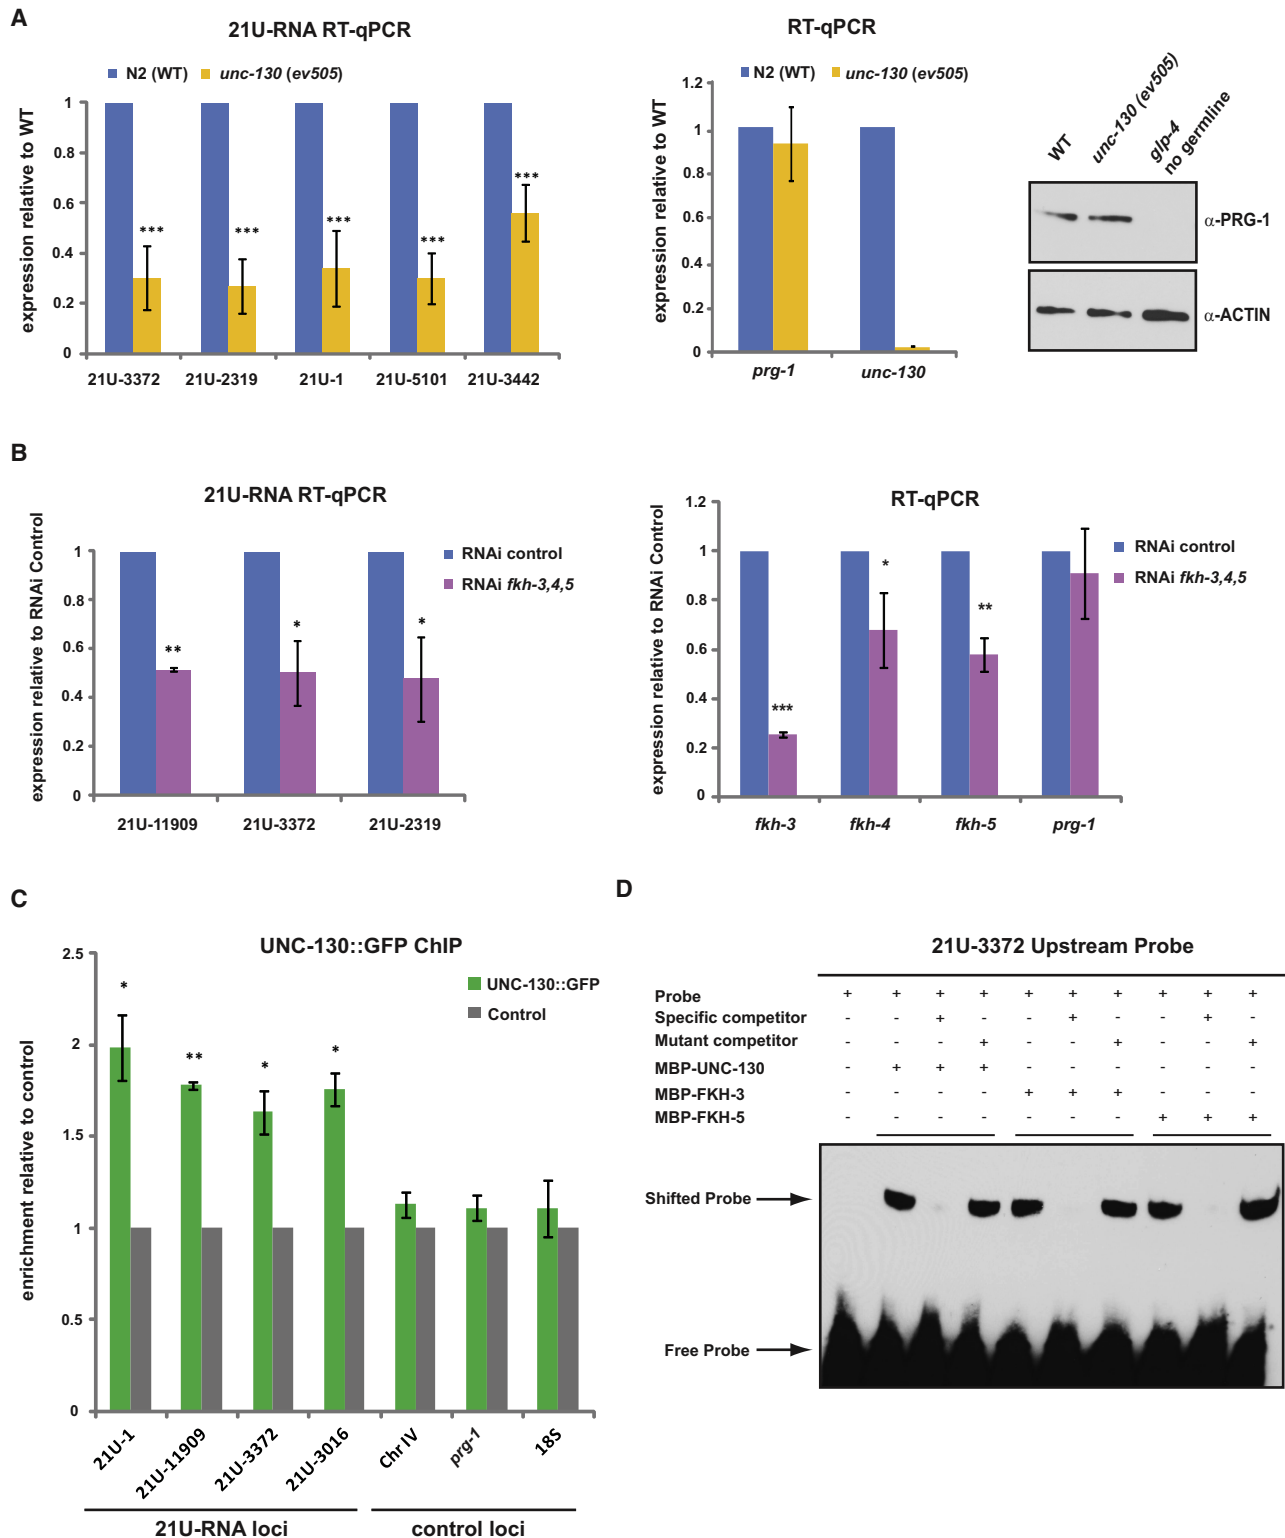 A
21U-RNA RT-qPCR
N2 (WT) unc-130 (ev505)
expression relative to WT
1
0.8
0.6
0.4
0.2
0
***
***
***
***
***
21U-3372 21U-2319 21U-1 21U-5101 21U-3442
RT-qPCR
N2 (WT) unc-130 (ev505)
expression relative to WT
1.2
1
0.8
0.6
0.4
0.2
0
prg-1 unc-130
WT
unc-130 (ev505)
glp-4
no germline
α-PRG-1
α-ACTIN
B
21U-RNA RT-qPCR
expression relative to RNAi Control
1
0.8
0.6
0.4
0.2
0
**
*
*
RNAi control
RNAi fkh-3,4,5
21U-11909 21U-3372 21U-2319
RT-qPCR
expression relative to RNAi Control
1.2
1
0.8
0.6
0.4
0.2
0
***
*
**
RNAi control
RNAi fkh-3,4,5
fkh-3 fkh-4 fkh-5 prg-1
C
UNC-130::GFP ChIP
enrichment relative to control
2.5
2
1.5
1
0.5
0
*
**
*
*
UNC-130::GFP
Control
21U-1
21U-11909
21U-3372
21U-3016
Chr IV
prg-1
18S
21U-RNA loci control loci
D
21U-3372 Upstream Probe
Probe + + + + + + + + + +
Specific competitor - - + - - + - - + -
Mutant competitor - - - + - - + - - +
MBP-UNC-130 - + + + - - - - - -
MBP-FKH-3 - - - - + + + - - -
MBP-FKH-5 - - - - - - - + + +
Shifted Probe
Free Probe